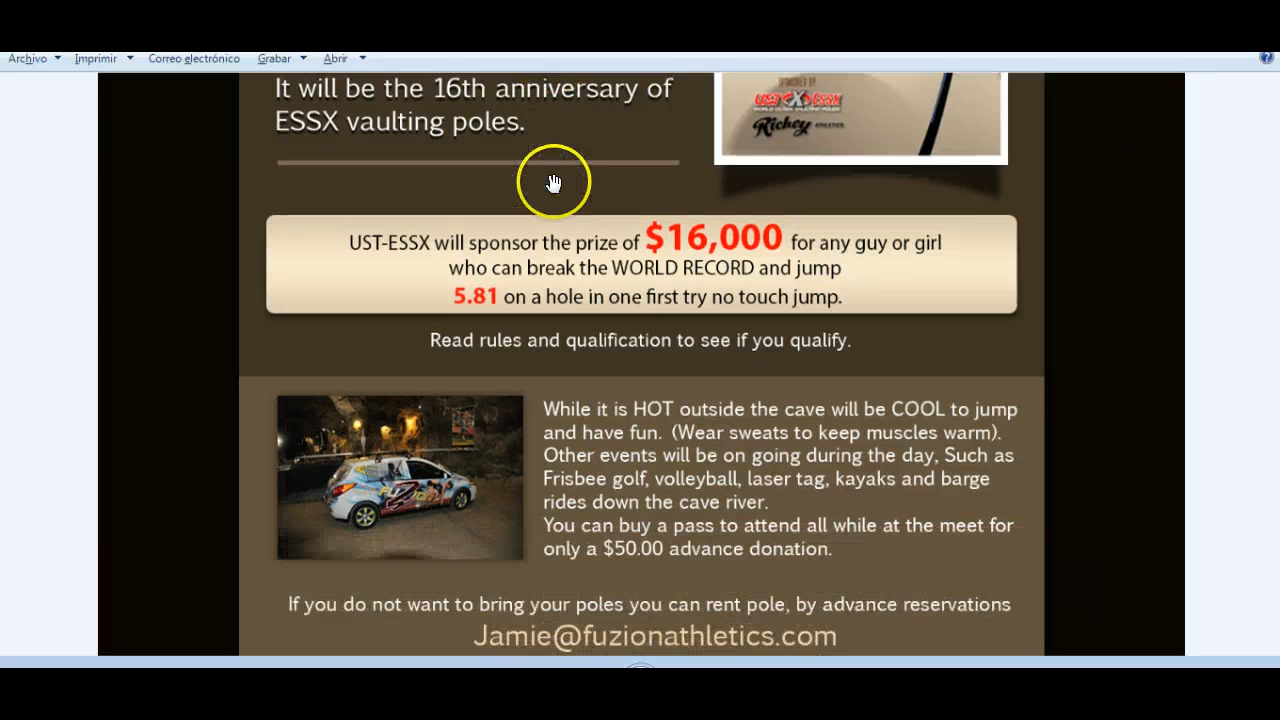 Archivo Imprimir Correo electrónico Grabar Abrir
It will be the 16th anniversary of
ESSX vaulting poles.
SPONSORED BY:
UST ESSX
Richey ATHLETICS
UST-ESSX will sponsor the prize of $16,000 for any guy or girl
who can break the WORLD RECORD and jump
5.81 on a hole in one first try no touch jump.
Read rules and qualification to see if you qualify.
While it is HOT outside the cave will be COOL to jump
and have fun. (Wear sweats to keep muscles warm).
Other events will be on going during the day, Such as
Frisbee golf, volleyball, laser tag, kayaks and barge
rides down the cave river.
You can buy a pass to attend all while at the meet for
only a $50.00 advance donation.
If you do not want to bring your poles you can rent pole, by advance reservations
Jamie@fuzionathletics.com